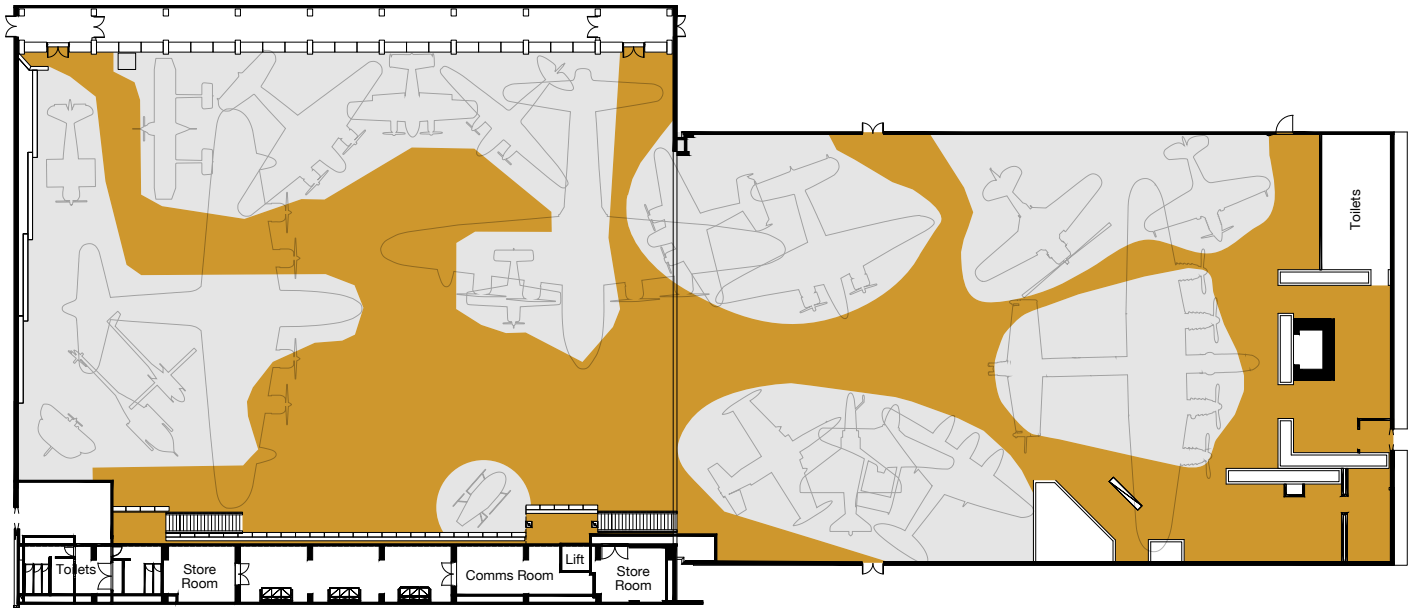 Toilets
Toilets
Store
Room
Comms Room
Lift
Store
Room